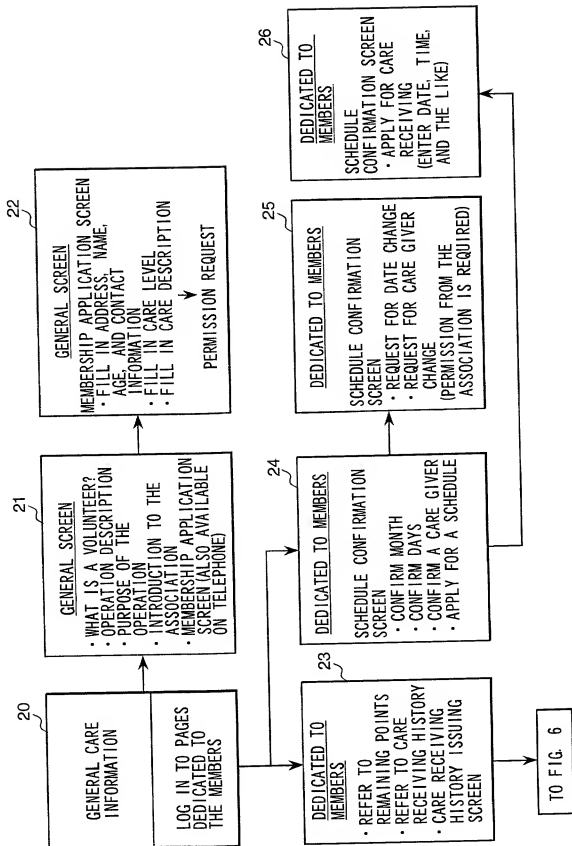 20
GENERAL CARE
INFORMATION
LOG IN TO PAGES
DEDICATED TO
THE MEMBERS
21
GENERAL SCREEN
・WHAT IS A VOLUNTEER?
・OPERATION DESCRIPTION
・PURPOSE OF THE
OPERATION
・INTRODUCTION TO THE
ASSOCIATION
・MEMBERSHIP APPLICATION
SCREEN(ALSO AVAILABLE
ON TELEPHONE)
22
GENERAL SCREEN
MEMBERSHIP APPLICATION SCREEN
・FILL IN ADDRESS, NAME,
AGE, AND CONTACT
INFORMATION
・FILL IN CARE LEVEL
・FILL IN CARE DESCRIPTION
PERMISSION REQUEST
23
DEDICATED TO
MEMBERS
・REFER TO
REMAINING POINTS
・REFER TO CARE
RECEIVING HISTORY
・CARE RECEIVING
HISTORY ISSUING
SCREEN
24
DEDICATED TO MEMBERS
SCHEDULE CONFIRMATION
SCREEN
・CONFIRM MONTH
・CONFIRM DAYS
・CONFIRM A CARE GIVER
・APPLY FOR A SCHEDULE
25
DEDICATED TO MEMBERS
SCHEDULE CONFIRMATION
SCREEN
・REQUEST FOR DATE CHANGE
・REQUEST FOR CARE GIVER
CHANGE
(PERMISSION FROM THE
ASSOCIATION IS REQUIRED)
26
DEDICATED TO
MEMBERS
SCHEDULE
CONFIRMATION SCREEN
・APPLY FOR CARE
RECEIVING
(ENTER DATE, TIME,
AND THE LIKE)
TO FIG. 6